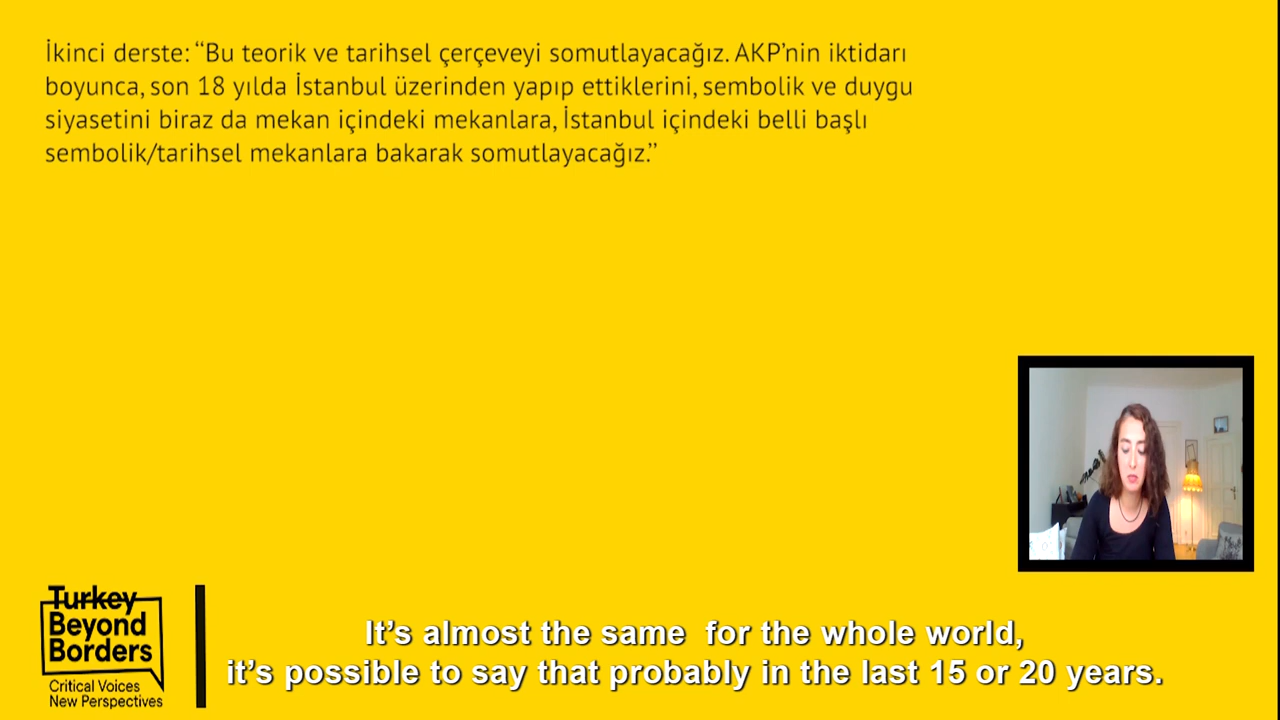 İkinci derste: “Bu teorik ve tarihsel çerçeveyi somutlayacağız. AKP’nin iktidarı
boyunca, son 18 yılda İstanbul üzerinden yapıp ettiklerini, sembolik ve duygu
siyasetini biraz da mekan içindeki mekanlara, İstanbul içindeki belli başlı
sembolik/tarihsel mekanlara bakarak somutlayacağız.”
Turkey
Beyond
Borders
Critical Voices
New Perspectives
It’s almost the same  for the whole world,
it’s possible to say that probably in the last 15 or 20 years.